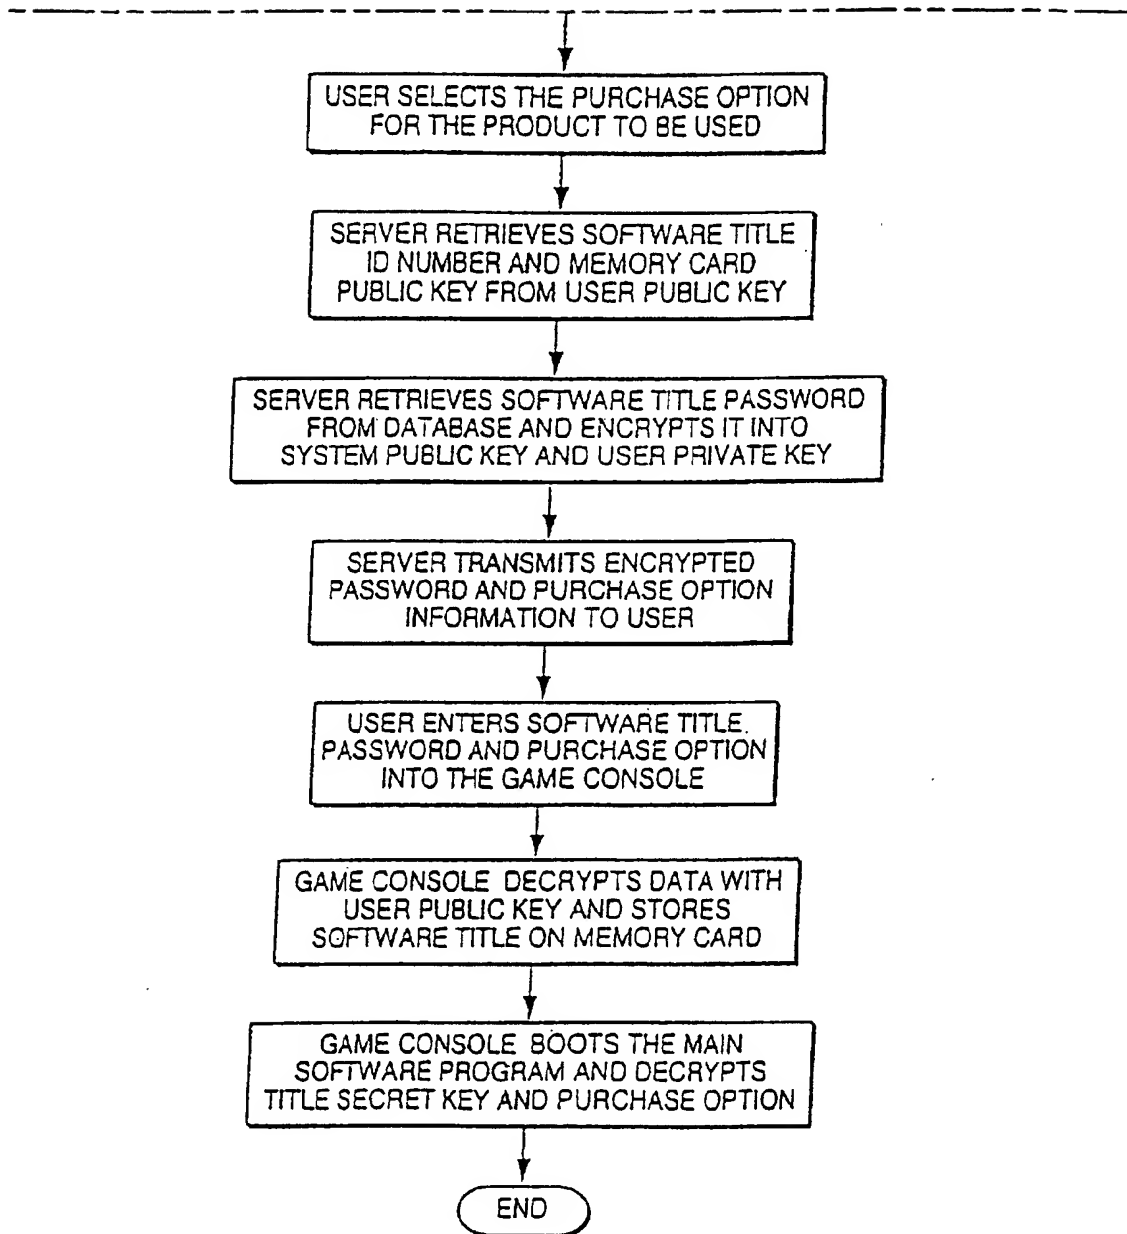 USER SELECTS THE PURCHASE OPTION
FOR THE PRODUCT TO BE USED
SERVER RETRIEVES SOFTWARE TITLE
ID NUMBER AND MEMORY CARD
PUBLIC KEY FROM USER PUBLIC KEY
SERVER RETRIEVES SOFTWARE TITLE PASSWORD
FROM DATABASE AND ENCRYPTS IT INTO
SYSTEM PUBLIC KEY AND USER PRIVATE KEY
SERVER TRANSMITS ENCRYPTED
PASSWORD AND PURCHASE OPTION
INFORMATION TO USER
USER ENTERS SOFTWARE TITLE.
PASSWORD AND PURCHASE OPTION
INTO THE GAME CONSOLE
GAME CONSOLE DECRYPTS DATA WITH
USER PUBLIC KEY AND STORES
SOFTWARE TITLE ON MEMORY CARD
GAME CONSOLE BOOTS THE MAIN
SOFTWARE PROGRAM AND DECRYPTS
TITLE SECRET KEY AND PURCHASE OPTION
END